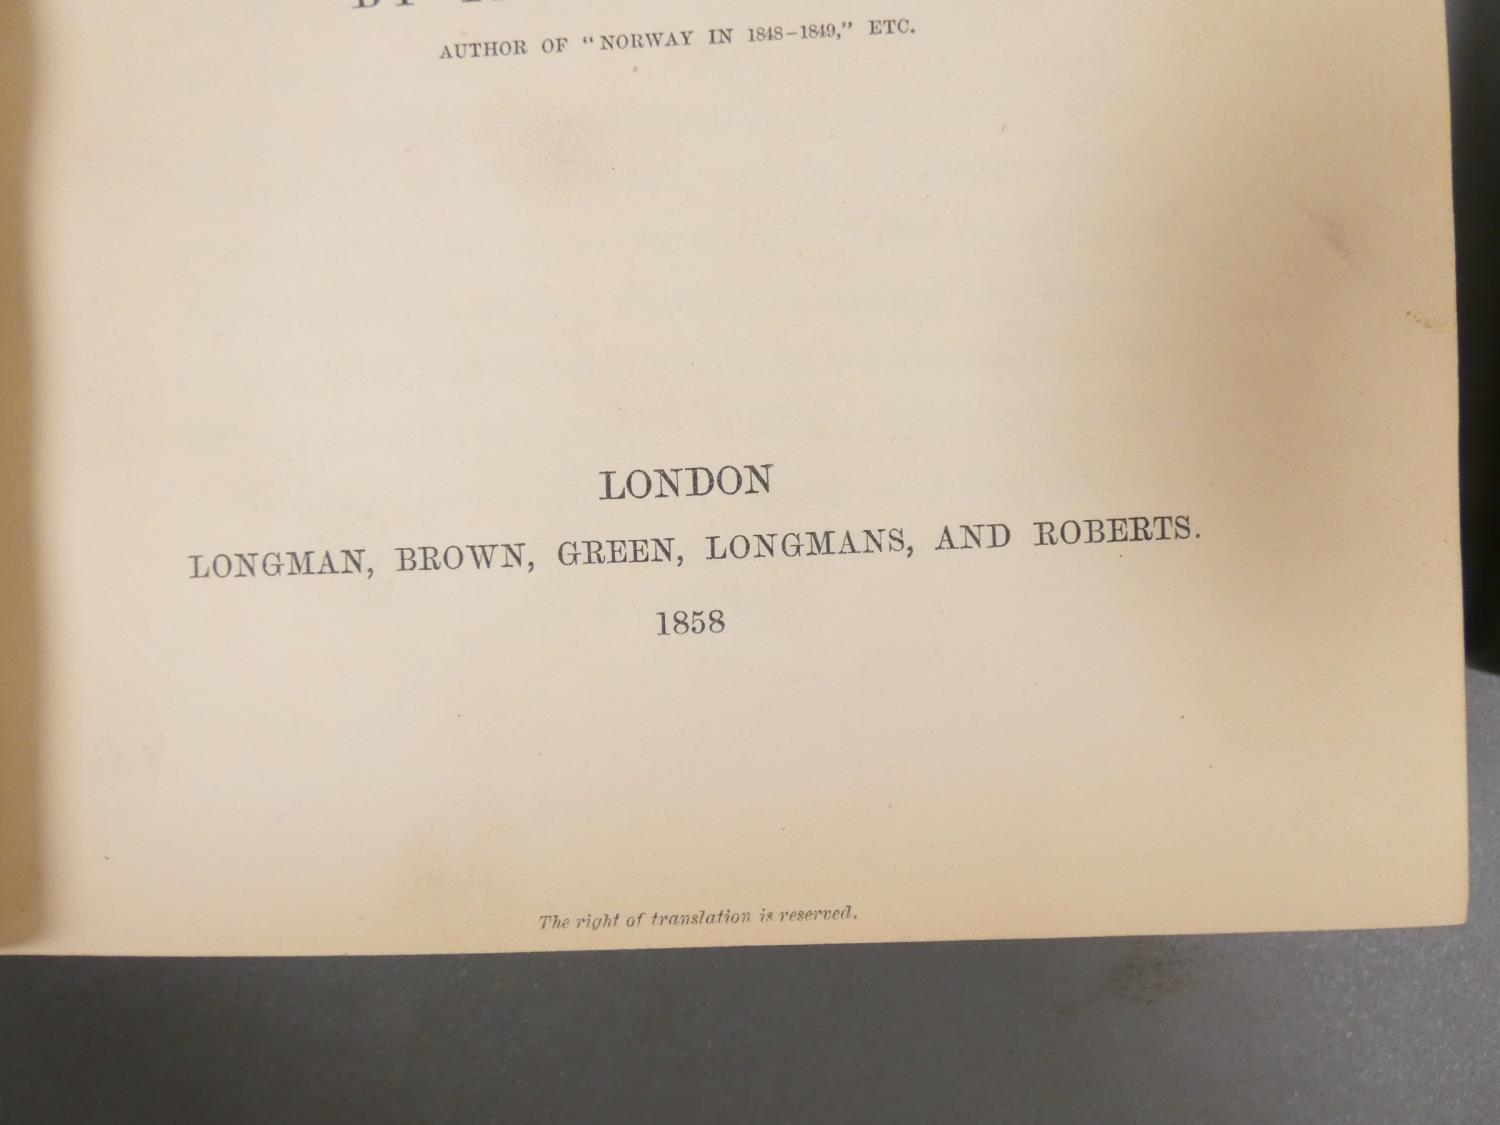 BY
AUTHOR OF “NORWAY IN 1848–1849,” ETC.
LONDON
LONGMAN, BROWN, GREEN, LONGMANS, AND ROBERTS.
1858
The right of translation is reserved.